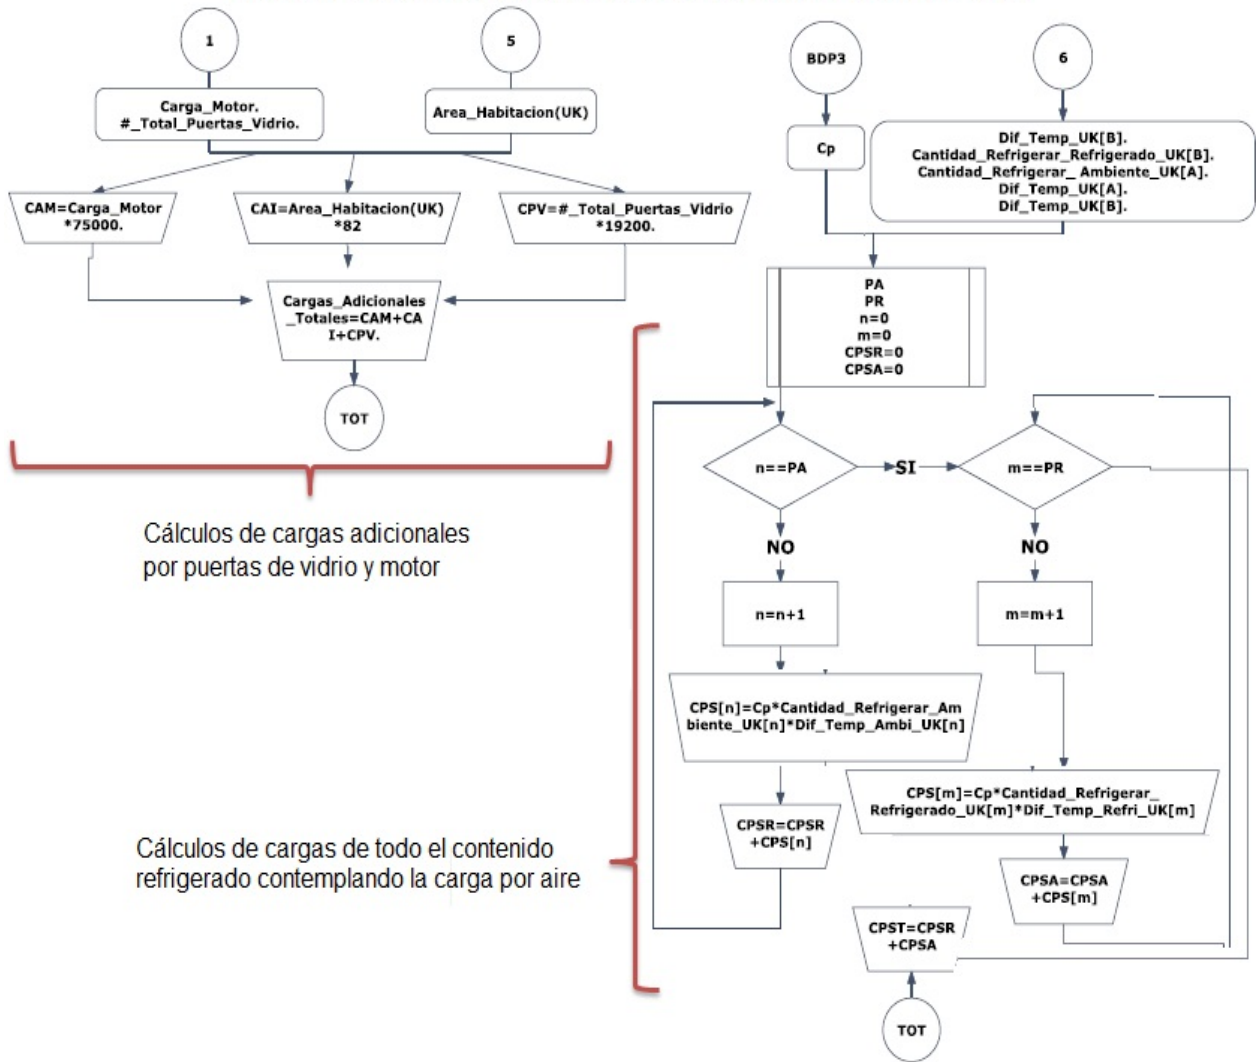 1
5
Carga_Motor.
#_Total_Puertas_Vidrio.
Area_Habitacion(UK)
CAM=Carga_Motor
*75000.
CAI=Area_Habitacion(UK)
*82
CPV=#_Total_Puertas_Vidrio
*19200.
Cargas_Adicionales
_Totales=CAM+CA
I+CPV.
TOT
Cálculos de cargas adicionales
por puertas de vidrio y motor
BDP3
6
Cp
Dif_Temp_UK[B].
Cantidad_Refrigerar_Refrigerado_UK[B].
Cantidad_Refrigerar_ Ambiente_UK[A].
Dif_Temp_UK[A].
Dif_Temp_UK[B].
PA
PR
n=0
m=0
CPSR=0
CPSA=0
n==PA
SI
m==PR
NO
NO
n=n+1
m=m+1
CPS[n]=Cp*Cantidad_Refrigerar_Am
biente_UK[n]*Dif_Temp_Ambi_UK[n]
CPS[m]=Cp*Cantidad_Refrigerar_
Refrigerado_UK[m]*Dif_Temp_Refri_UK[m]
CPSR=CPSR
+CPS[n]
CPSA=CPSA
+CPS[m]
CPST=CPSR
+CPSA
TOT
Cálculos de cargas de todo el contenido
refrigerado contemplando la carga por aire